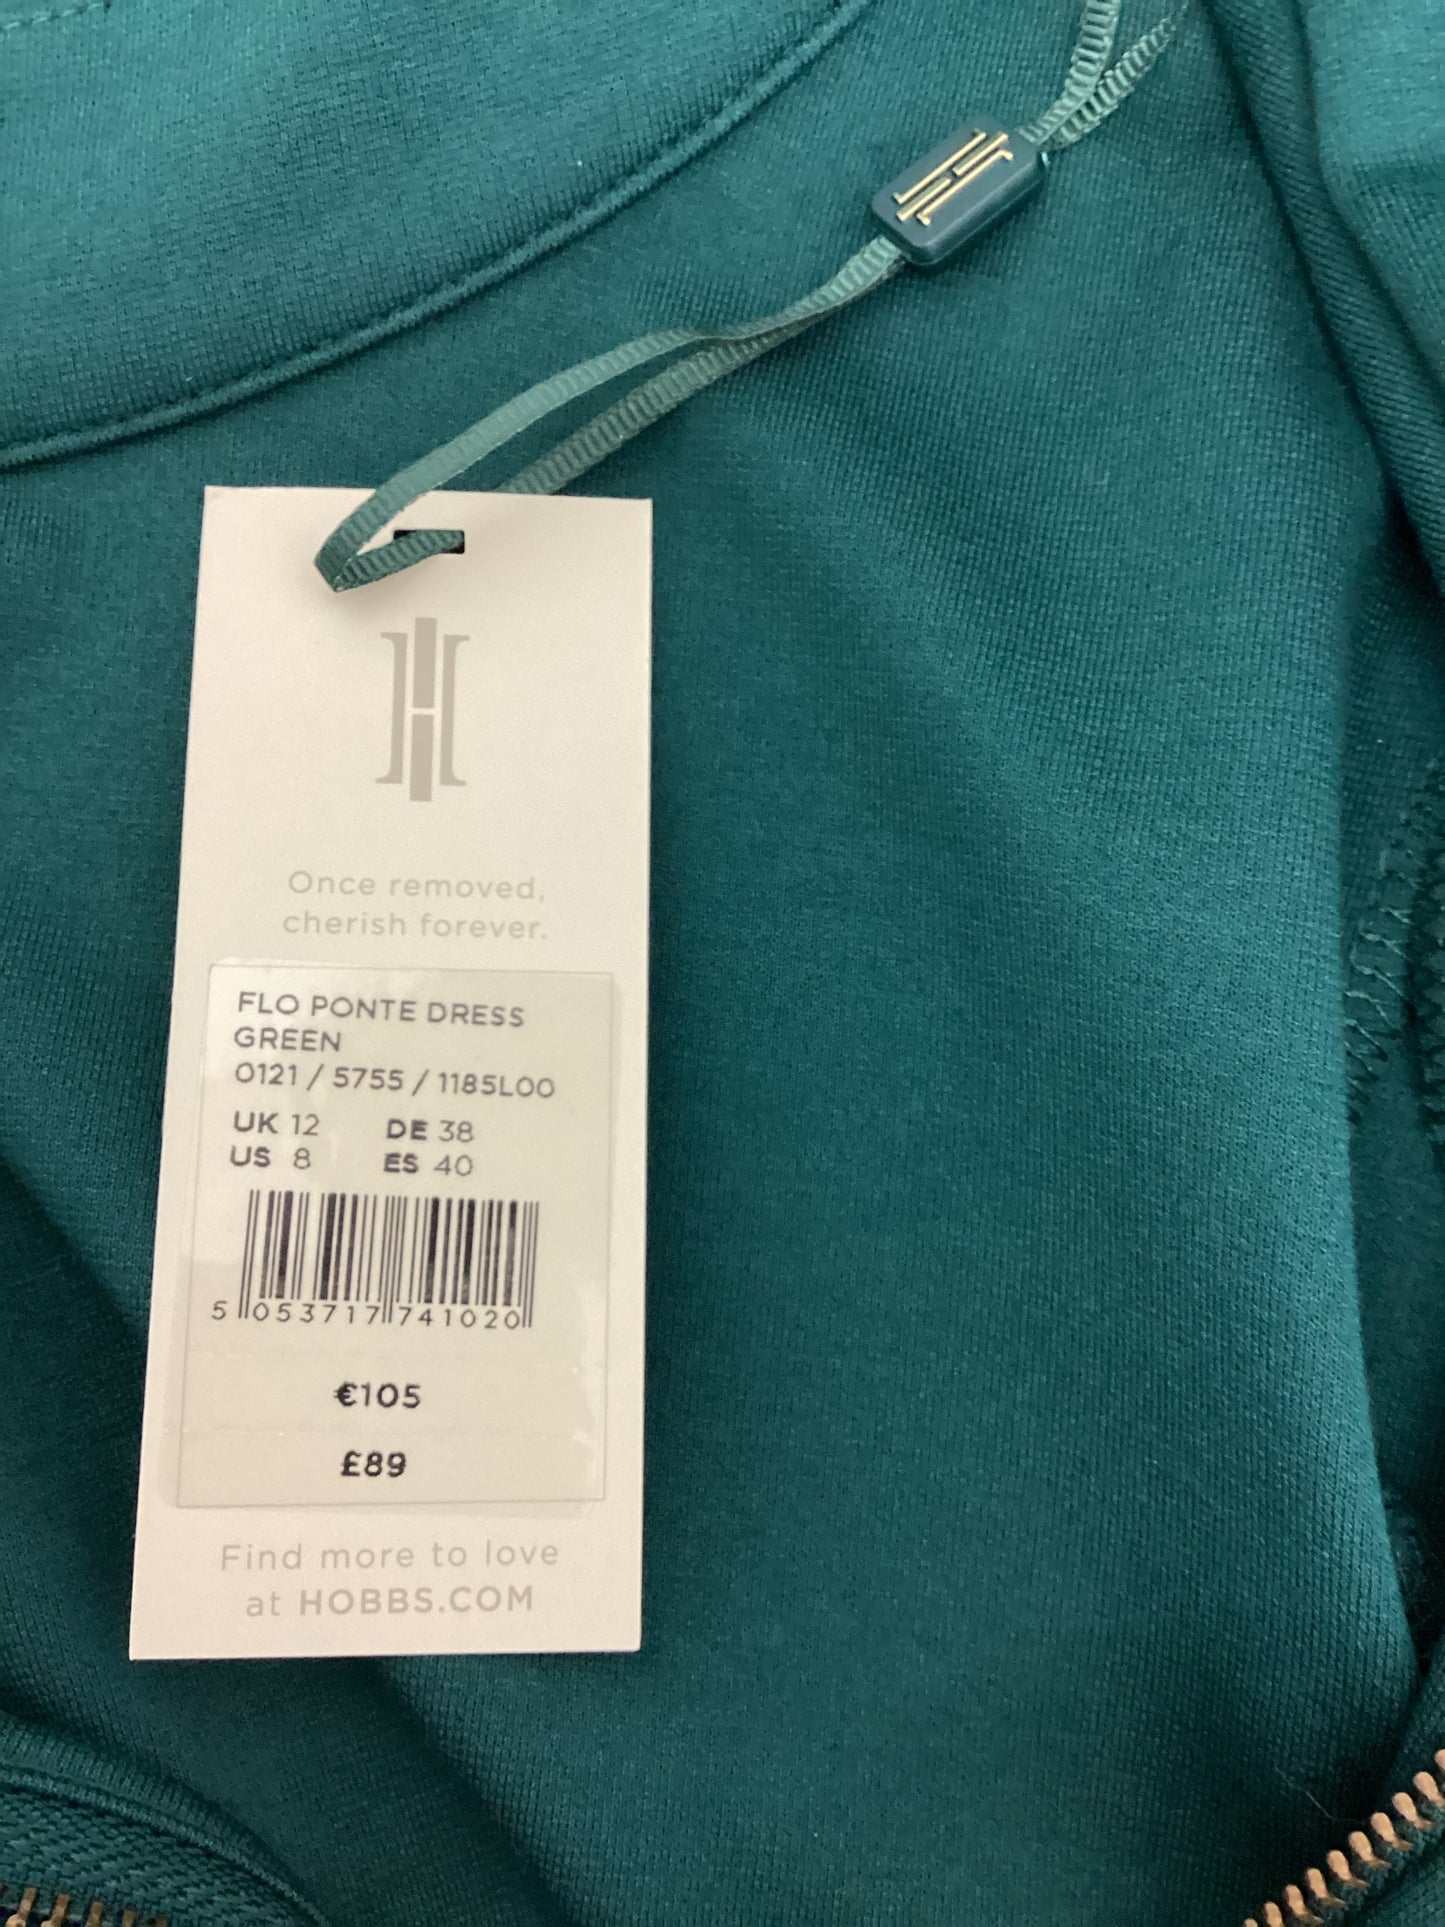 Once removed,
cherish forever.
FLO PONTE DRESS
GREEN
0121 / 5755 / 1185L00
UK 12 DE 38
US 8 ES 40
5 053717 741020
€105
£89
Find more to love
at HOBBS.COM